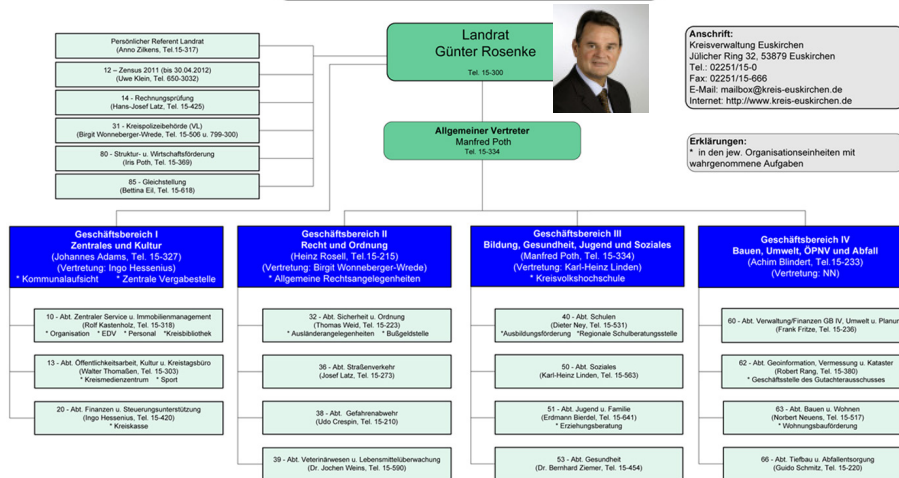 Landrat
Günter Rosenke
Tel. 15-300
Anschrift:
Kreisverwaltung Euskirchen
Jülicher Ring 32, 53879 Euskirchen
Tel.: 02251/15-0
Fax: 02251/15-666
E-Mail: mailbox@kreis-euskirchen.de
Internet: http://www.kreis-euskirchen.de
Persönlicher Referent Landrat
(Anno Zilkens, Tel.15-317)
12 – Zensus 2011 (bis 30.04.2012)
(Uwe Klein, Tel. 650-3032)
14 - Rechnungsprüfung
(Hans-Josef Latz, Tel. 15-425)
31 - Kreispolizeibehörde (VL)
(Birgit Wonneberger-Wrede, Tel. 15-506 u. 799-300)
80 - Struktur- u. Wirtschaftsförderung
(Iris Poth, Tel. 15-369)
85 - Gleichstellung
(Bettina Eil, Tel. 15-618)
Allgemeiner Vertreter
Manfred Poth
Tel. 15-334
Erklärungen:
* in den jew. Organisationseinheiten mit
wahrgenommene Aufgaben
Geschäftsbereich I
Zentrales und Kultur
(Johannes Adams, Tel. 15-327)
(Vertretung: Ingo Hessenius)
* Kommunalaufsicht * Zentrale Vergabestelle
10 - Abt. Zentraler Service u. Immobilienmanagement
(Rolf Kastenholz, Tel. 15-318)
* Organisation * EDV * Personal *Kreisbibliothek
13 - Abt. Öffentlichkeitsarbeit, Kultur u. Kreistagsbüro
(Walter Thomaßen, Tel. 15-303)
* Kreismedienzentrum * Sport
20 - Abt. Finanzen u. Steuerungsunterstützung
(Ingo Hessenius, Tel. 15-420)
* Kreiskasse
Geschäftsbereich II
Recht und Ordnung
(Heinz Rosell, Tel.15-215)
(Vertretung: Birgit Wonneberger-Wrede)
* Allgemeine Rechtsangelegenheiten
32 - Abt. Sicherheit u. Ordnung
(Thomas Weid, Tel. 15-223)
* Ausländerangelegenheiten * Bußgeldstelle
36 - Abt. Straßenverkehr
(Josef Latz, Tel. 15-273)
38 - Abt. Gefahrenabwehr
(Udo Crespin, Tel. 15-210)
39 - Abt. Veterinärwesen u. Lebensmittelüberwachung
(Dr. Jochen Weins, Tel. 15-590)
Geschäftsbereich III
Bildung, Gesundheit, Jugend und Soziales
(Manfred Poth, Tel. 15-334)
(Vertretung: Karl-Heinz Linden)
* Kreisvolkshochschule
40 - Abt. Schulen
(Dieter Ney, Tel. 15-531)
*Ausbildungsförderung *Regionale Schulberatungsstelle
50 - Abt. Soziales
(Karl-Heinz Linden, Tel. 15-563)
51 - Abt. Jugend u. Familie
(Erdmann Bierdel, Tel. 15-641)
* Erziehungsberatung
53 - Abt. Gesundheit
(Dr. Bernhard Ziemer, Tel. 15-454)
Geschäftsbereich IV
Bauen, Umwelt, ÖPNV und Abfall
(Achim Blindert, Tel.15-233)
(Vertretung: NN)
60 - Abt. Verwaltung/Finanzen GB IV, Umwelt u. Planun
(Frank Fritze, Tel. 15-236)
62 - Abt. Geoinformation, Vermessung u. Kataster
(Robert Rang, Tel. 15-380)
* Geschäftsstelle des Gutachterausschusses
63 - Abt. Bauen u. Wohnen
(Norbert Neuens, Tel. 15-517)
* Wohnungsbauförderung
66 - Abt. Tiefbau u. Abfallentsorgung
(Guido Schmitz, Tel. 15-220)